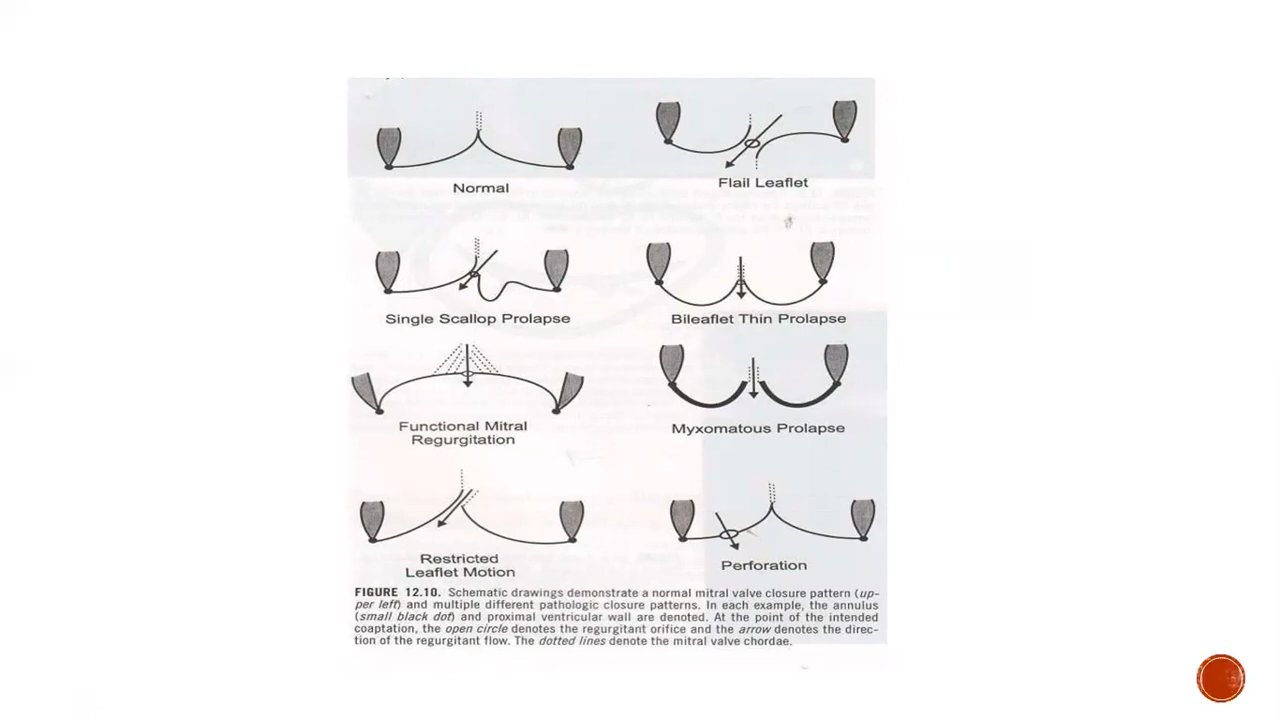 Normal
Flail Leaflet
Single Scallop Prolapse
Bileaflet Thin Prolapse
Functional Mitral
Regurgitation
Myxomatous Prolapse
Restricted
Leaflet Motion
Perforation
FIGURE 12.10. Schematic drawings demonstrate a normal mitral valve closure pattern (up-
per left) and multiple different pathologic closure patterns. In each example, the annulus
(small black dot) and proximal ventricular wall are denoted. At the point of the intended
coaptation, the open circle denotes the regurgitant orifice and the arrow denotes the direc-
tion of the regurgitant flow. The dotted lines denote the mitral valve chordae.